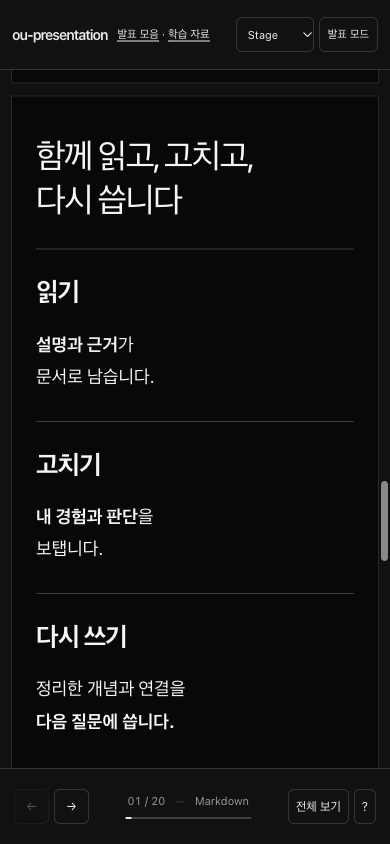 ou-presentation 발표 모음 · 학습 자료 Stage 발표 모드
함께 읽고, 고치고,
다시 씁니다
읽기
설명과 근거가
문서로 남습니다.
고치기
내 경험과 판단을
보탭니다.
다시 쓰기
정리한 개념과 연결을
다음 질문에 씁니다.
← → 01 / 20 — Markdown 전체 보기 ?